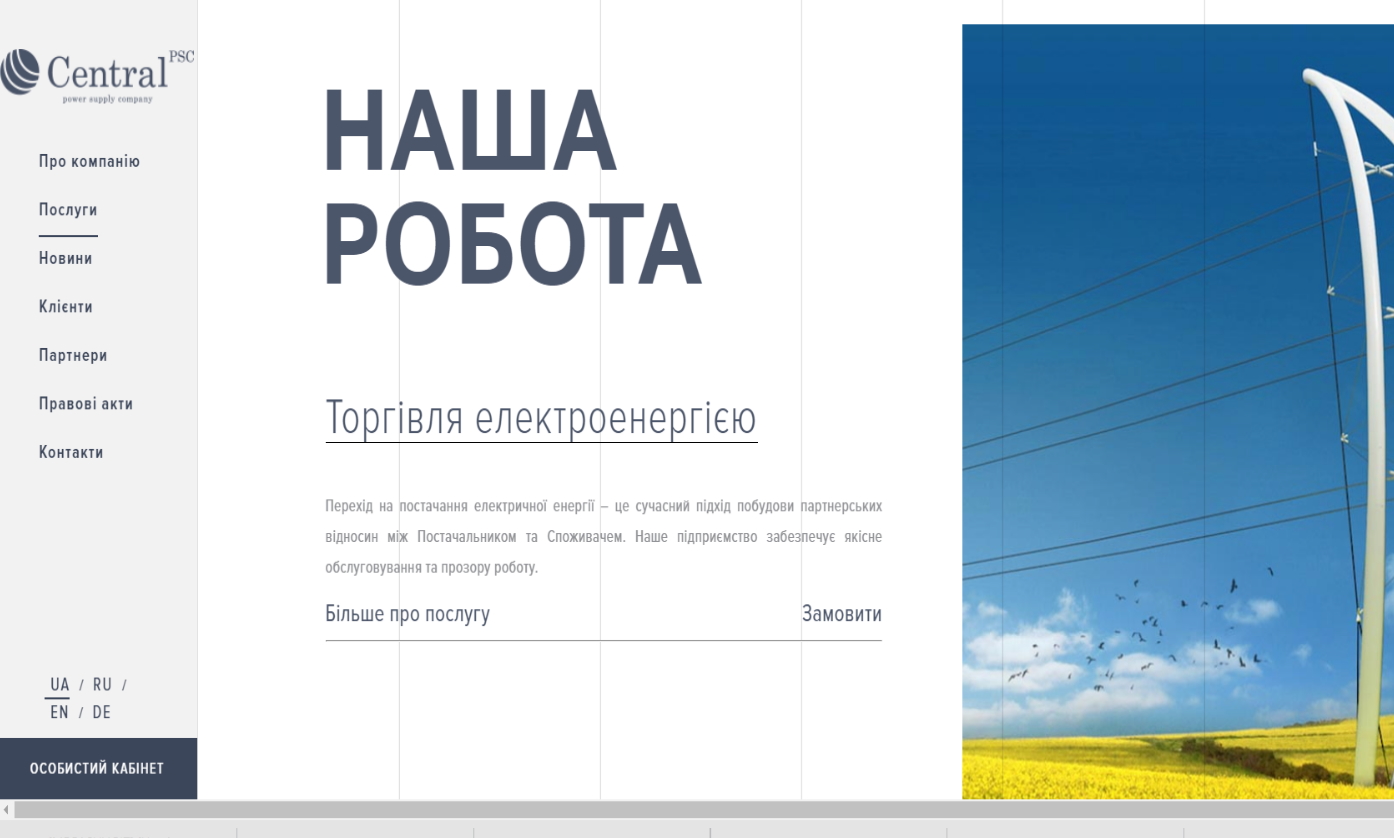 Central PSC
power supply company
Про компанію
Послуги
Новини
Клієнти
Партнери
Правові акти
Контакти
UA / RU /
EN / DE
ОСОБИСТИЙ КАБІНЕТ
НАША
РОБОТА
Торгівля електроенергією
Перехід на постачання електричної енергії – це сучасний підхід побудови партнерських
відносин між Постачальником та Споживачем. Наше підприємство забезпечує якісне
обслуговування та прозору роботу.
Більше про послугу
Замовити